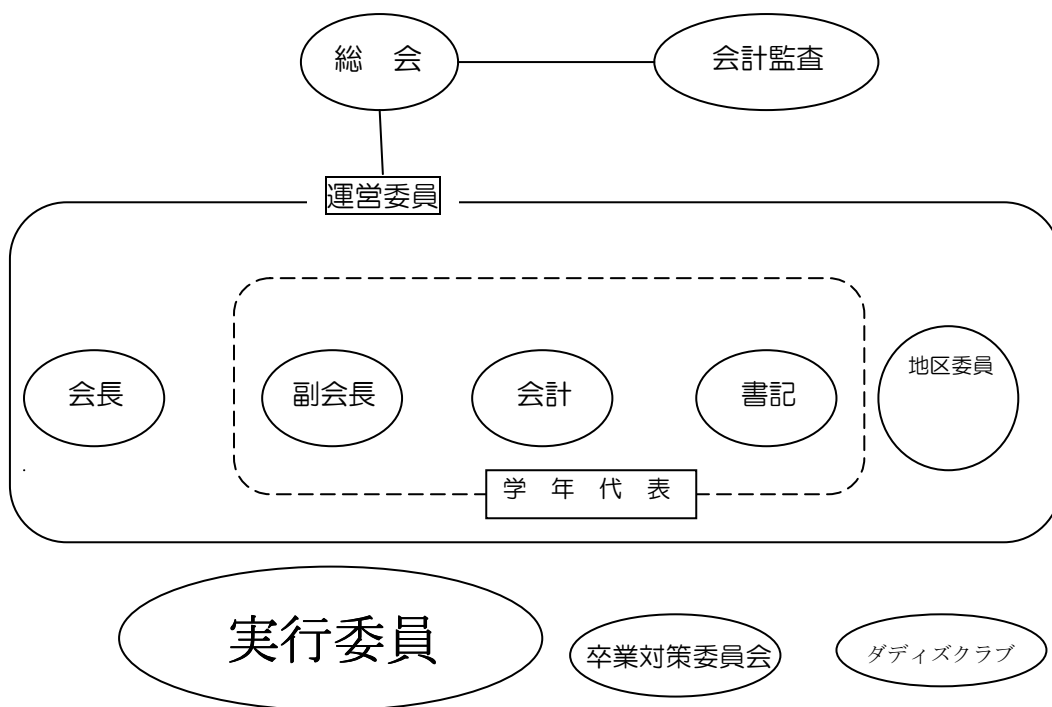 総　会
会計監査
運営委員
会長
副会長
会計
書記
地区委員
学　年　代　表
実行委員
卒業対策委員会
ダディズクラブ